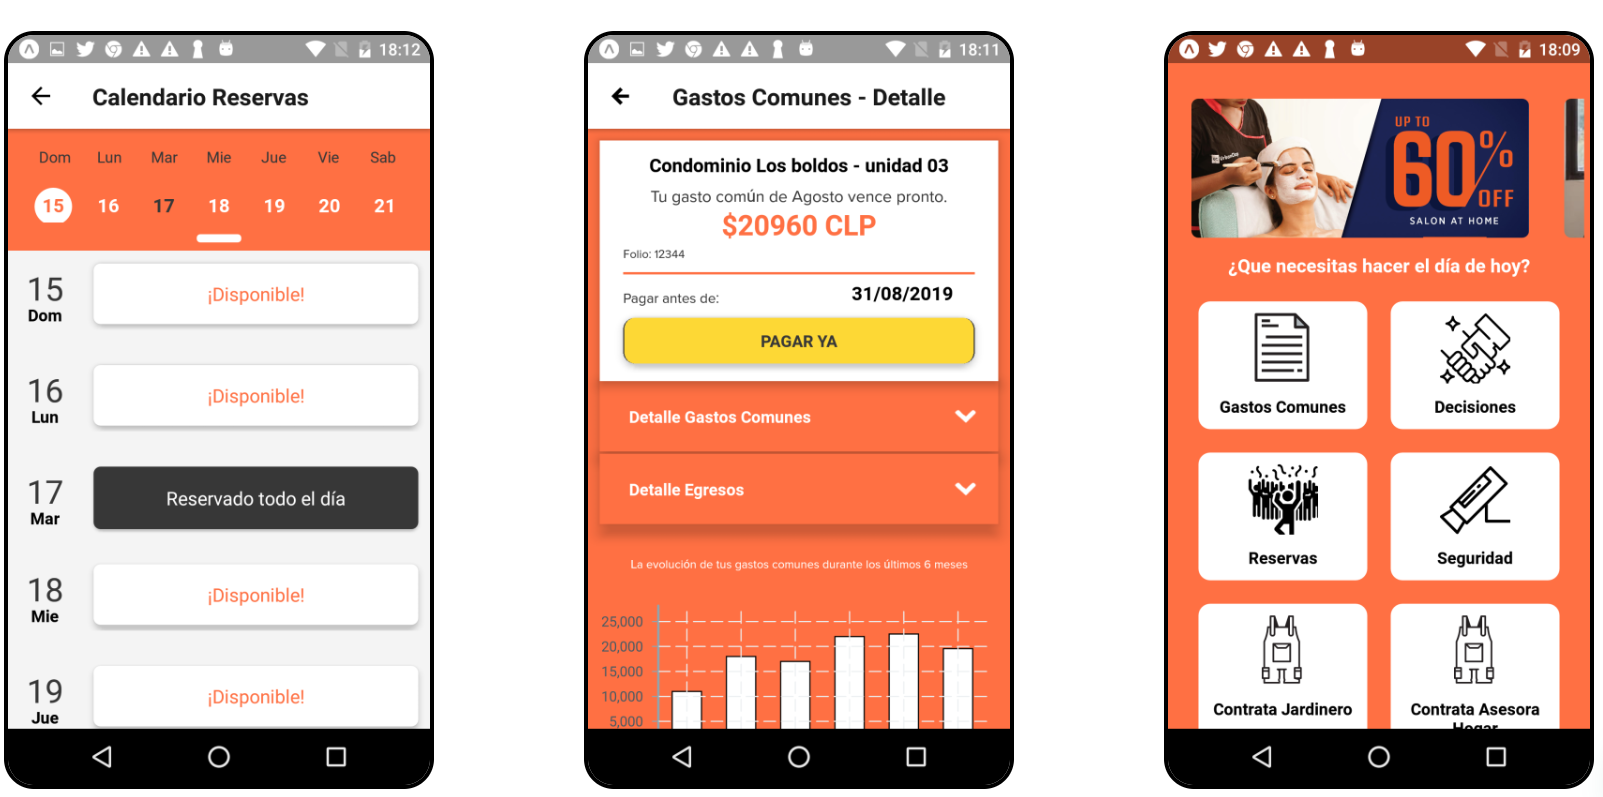 18:12
Calendario Reservas
Dom Lun Mar Mie Jue Vie Sab
15 16 17 18 19 20 21
15
Dom
¡Disponible!
16
Lun
¡Disponible!
17
Mar
Reservado todo el día
18
Mie
¡Disponible!
19
Jue
¡Disponible!
18:11
Gastos Comunes - Detalle
Condominio Los boldos - unidad 03
Tu gasto común de Agosto vence pronto.
$20960 CLP
Folio: 12344
Pagar antes de: 31/08/2019
PAGAR YA
Detalle Gastos Comunes
Detalle Egresos
La evolución de tus gastos comunes durante los últimos 6 meses
25,000
20,000
15,000
10,000
5,000
18:09
UP TO
60%
OFF
SALON AT HOME
¿Que necesitas hacer el día de hoy?
Gastos Comunes
Decisiones
Reservas
Seguridad
Contrata Jardinero
Contrata Asesora
Hogar